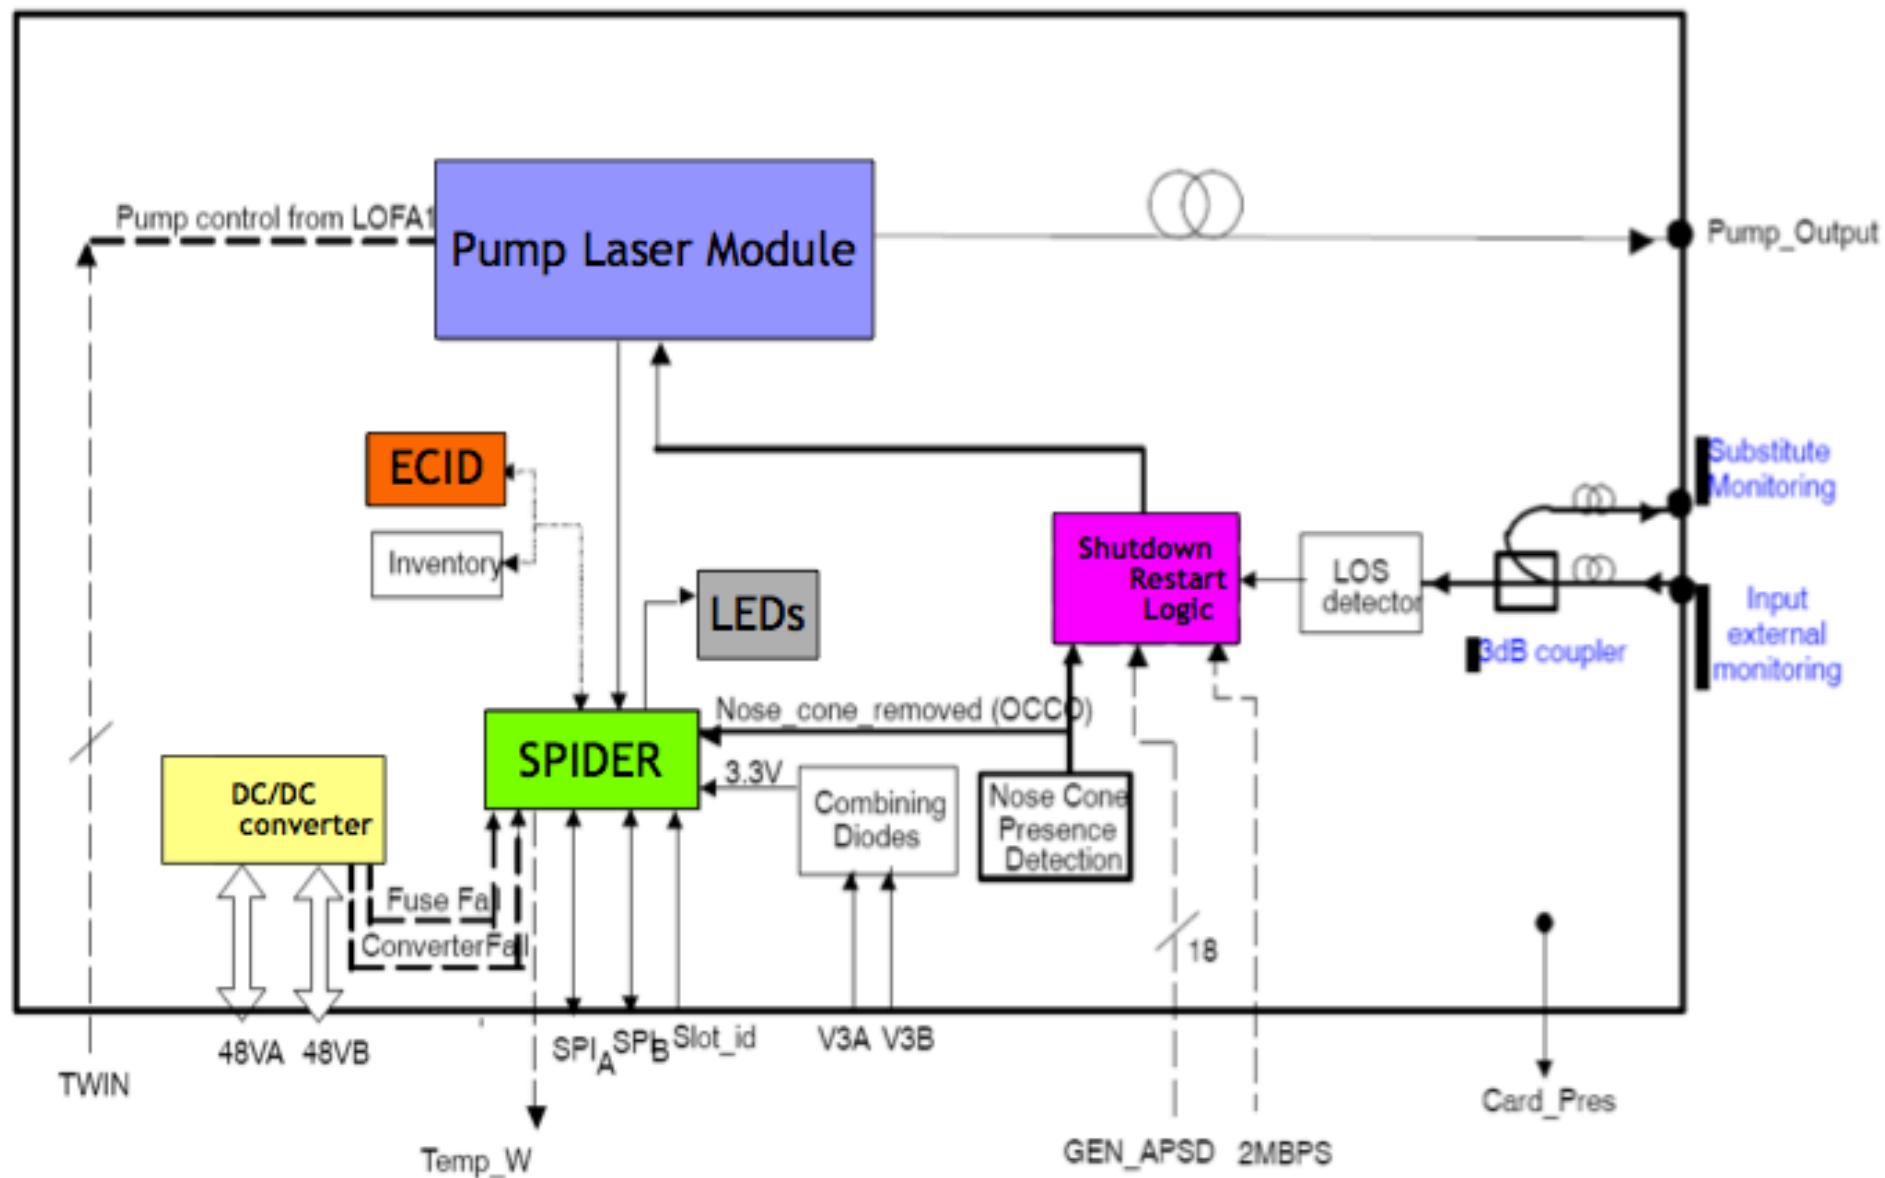 Pump control from LOFA1
Pump Laser Module
Pump_Output
ECID
Inventory
LEDs
Shutdown
Restart
Logic
LOS
detector
3dB coupler
Substitute
Monitoring
Input
external
monitoring
Nose_cone_removed (OCCO)
SPIDER
3.3V
Combining
Diodes
Nose Cone
Presence
Detection
DC/DC
converter
Fuse Fail
ConverterFail
18
48VA
48VB
TWIN
SPI_A
SPI_B
Slot_id
V3A
V3B
Temp_W
GEN_APSD
2MBPS
Card_Pres